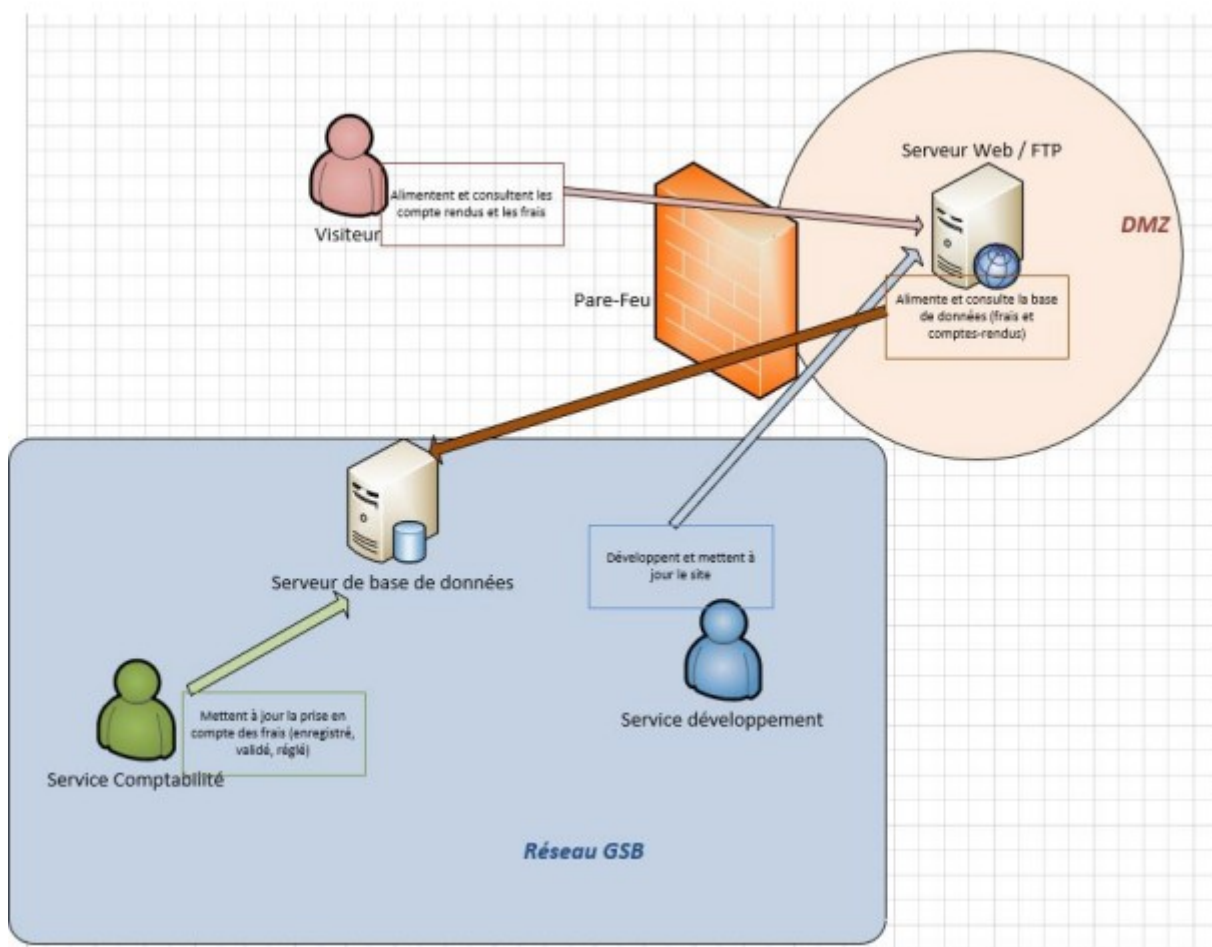 Serveur Web / FTP
DMZ
Alimentent et consultent les
compte rendus et les frais
Visiteur
Pare-Feu
Alimente et consulte la base
de données (frais et
comptes-rendus)
Développent et mettent à
jour le site
Serveur de base de données
Service développement
Mettent à jour la prise en
compte des frais (enregistré,
validé, réglé)
Service Comptabilité
Réseau GSB